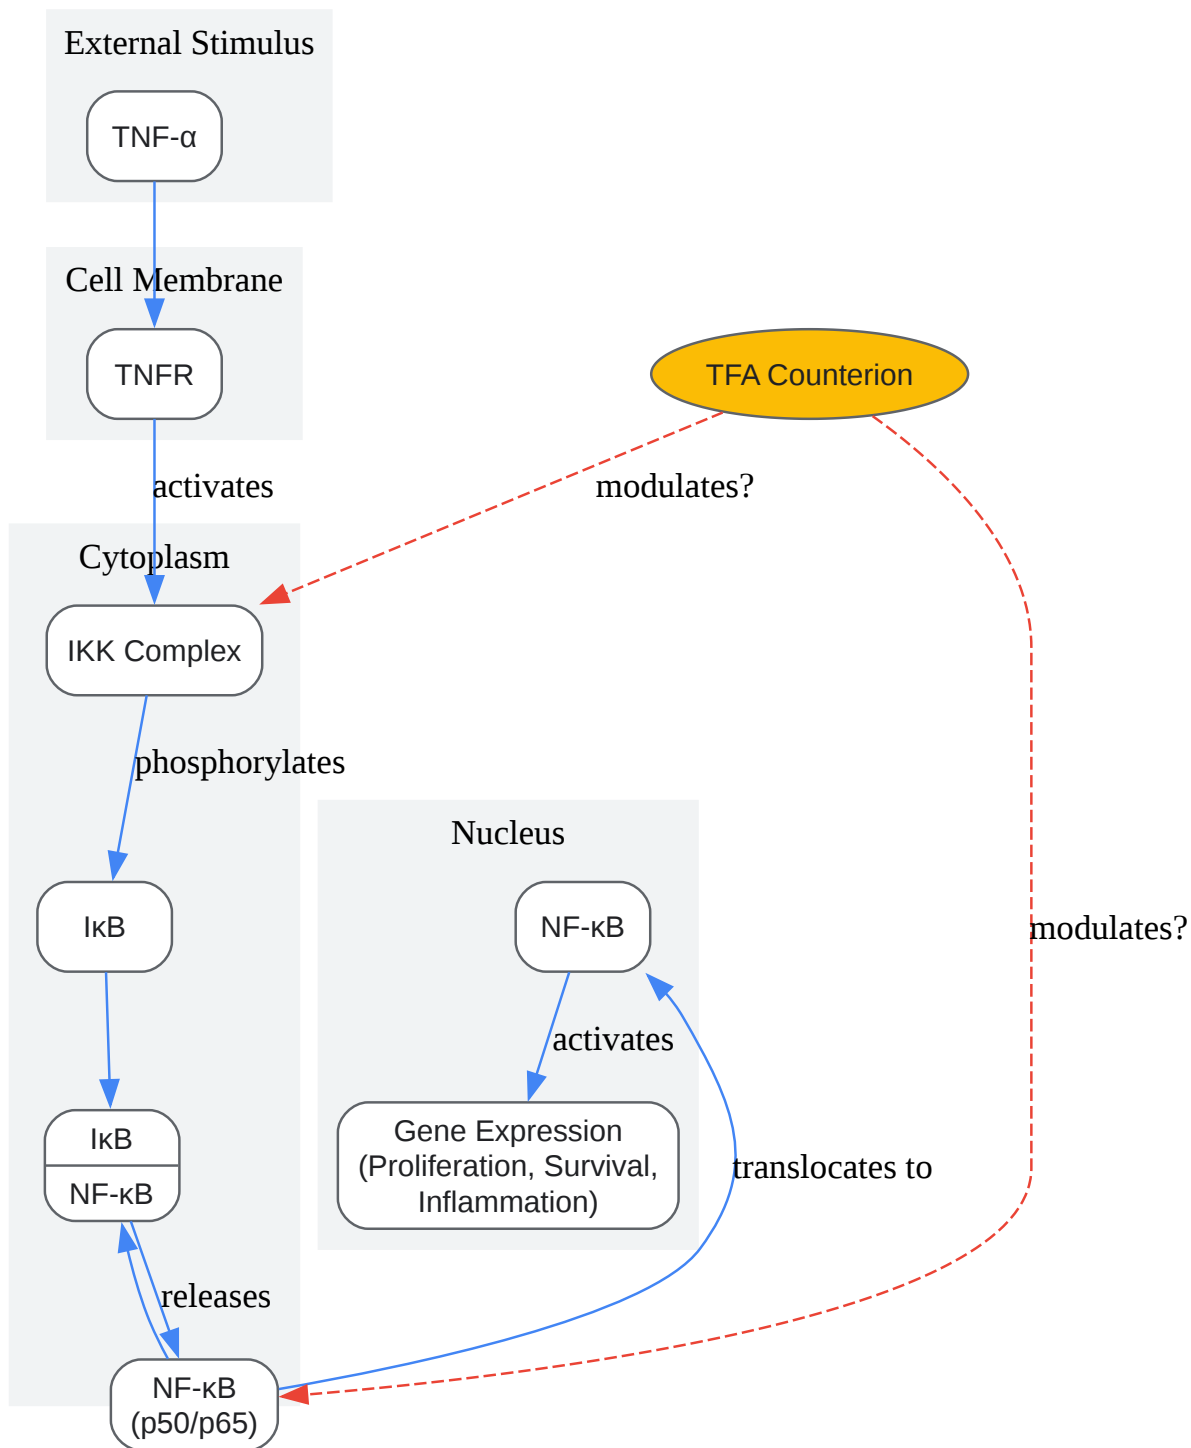 External Stimulus
TNF-α
Cell Membrane
TNFR
TFA Counterion
activates
modulates?
Cytoplasm
IKK Complex
phosphorylates
Nucleus
IκB
NF-κB
modulates?
activates
IκB
NF-κB
Gene Expression
(Proliferation, Survival,
Inflammation)
translocates to
releases
NF-κB
(p50/p65)